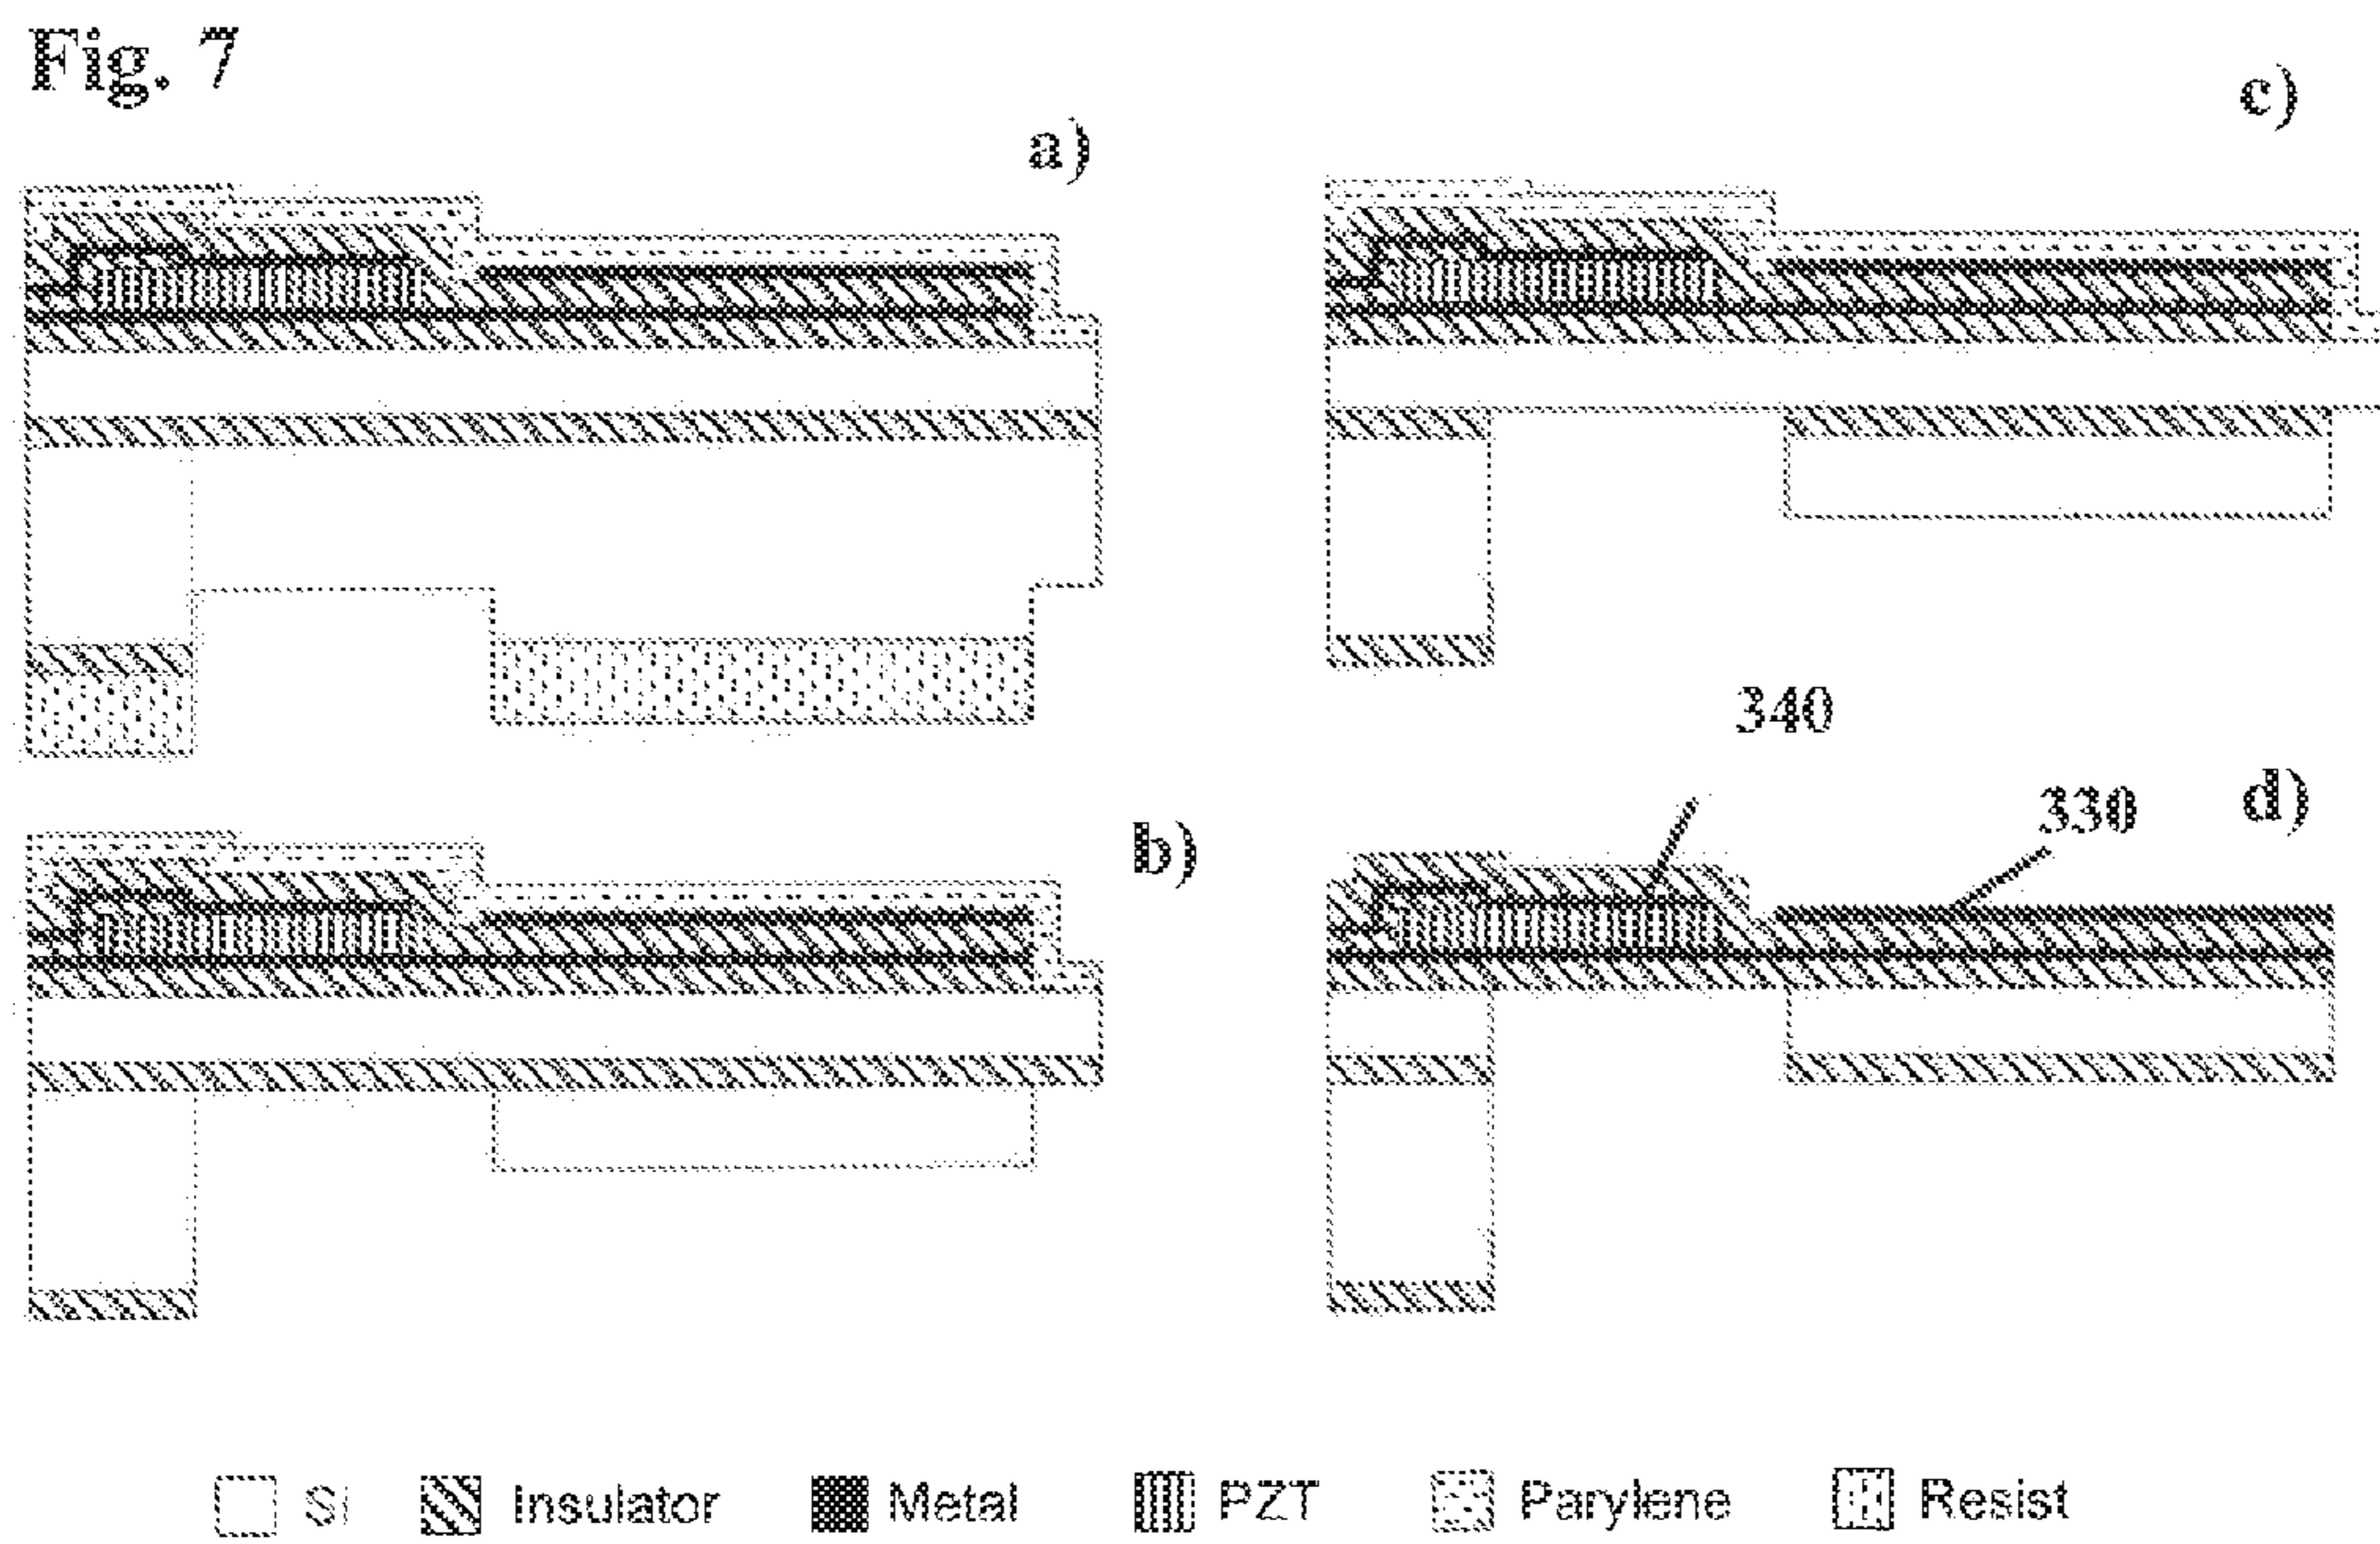 Fig. 7
a)
c)
b)
340
330
d)
Si
Insulator
Metal
PZT
Parylene
Resist